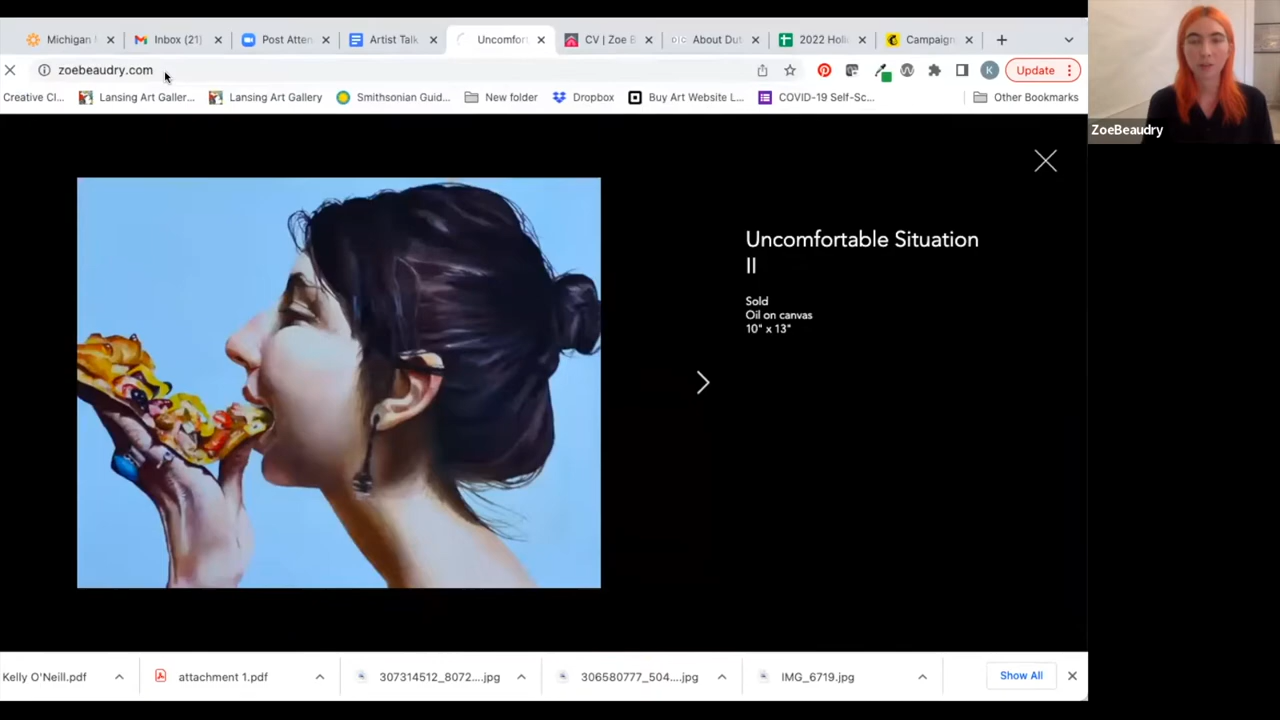 Michigan
Inbox (21)
Post Atten
Artist Talk
Uncomfort
CV | Zoe B
About Dut
2022 Holi
Campaign
zoebeaudry.com
K
Update
Creative Cl...
Lansing Art Galler...
Lansing Art Gallery
Smithsonian Guid...
New folder
Dropbox
Buy Art Website L...
COVID-19 Self-Sc...
Other Bookmarks
ZoeBeaudry
Uncomfortable Situation
II
Sold
Oil on canvas
10" x 13"
Kelly O'Neill.pdf
attachment 1.pdf
307314512_8072....jpg
306580777_504....jpg
IMG_6719.jpg
Show All